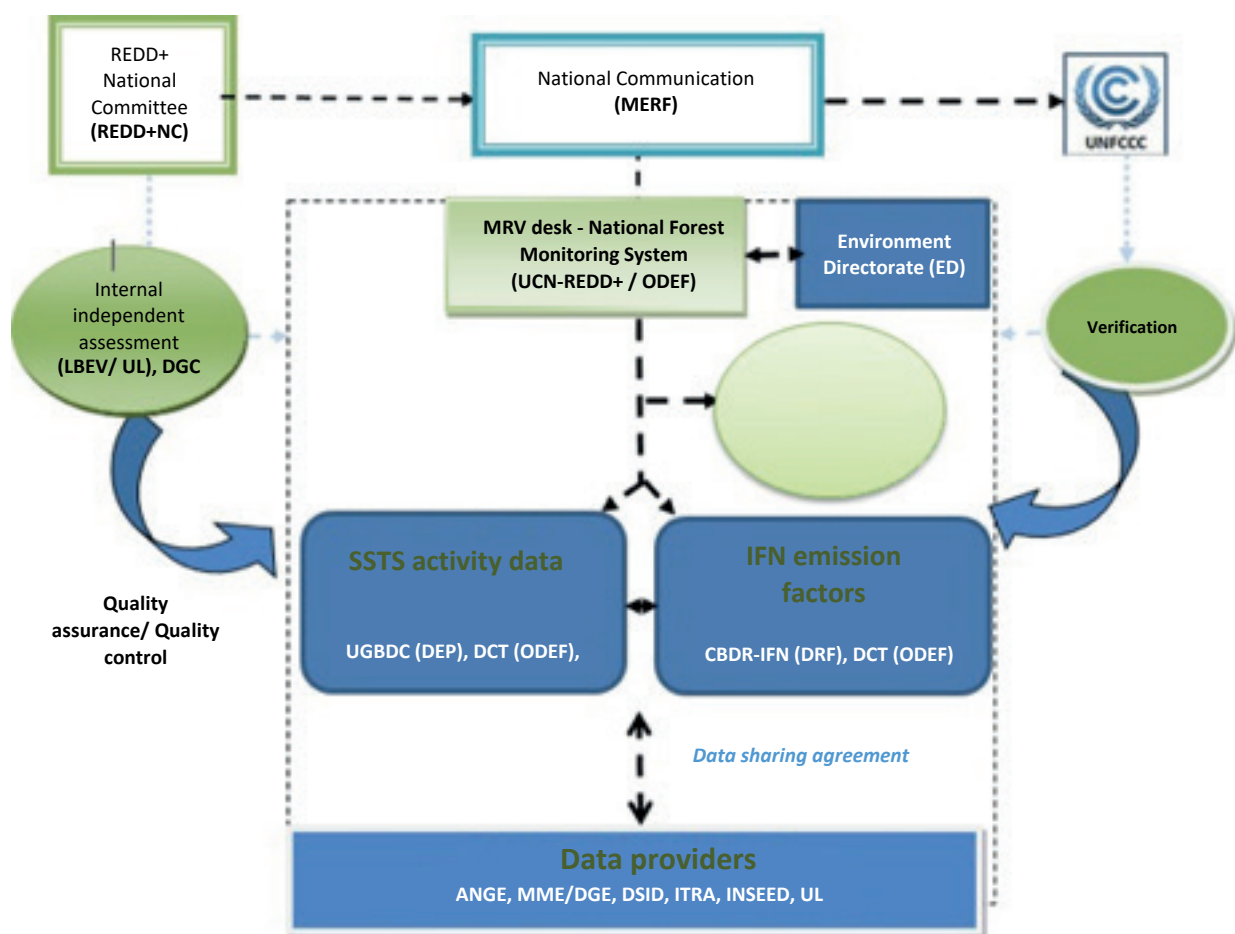 REDD+
National
Committee
(REDD+NC)
National Communication
(MERF)
UNFCCC
MRV desk - National Forest
Monitoring System
(UCN-REDD+ / ODEF)
Environment
Directorate (ED)
Internal
independent
assessment
(LBEV/ UL), DGC
Verification
SSTS activity data
UGBDC (DEP), DCT (ODEF),
IFN emission
factors
CBDR-IFN (DRF), DCT (ODEF)
Quality
assurance/ Quality
control
Data sharing agreement
Data providers
ANGE, MME/DGE, DSID, ITRA, INSEED, UL